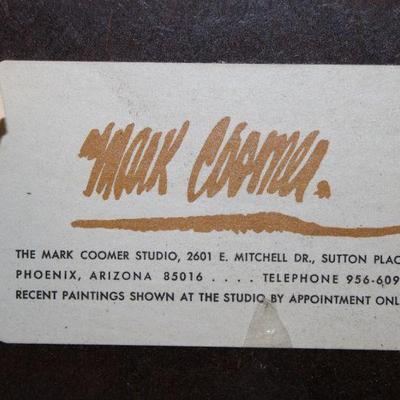 Mark Coomer.
THE MARK COOMER STUDIO, 2601 E. MITCHELL DR., SUTTON PLAC
PHOENIX, ARIZONA 85016 . . . . TELEPHONE 956-609
RECENT PAINTINGS SHOWN AT THE STUDIO BY APPOINTMENT ONL